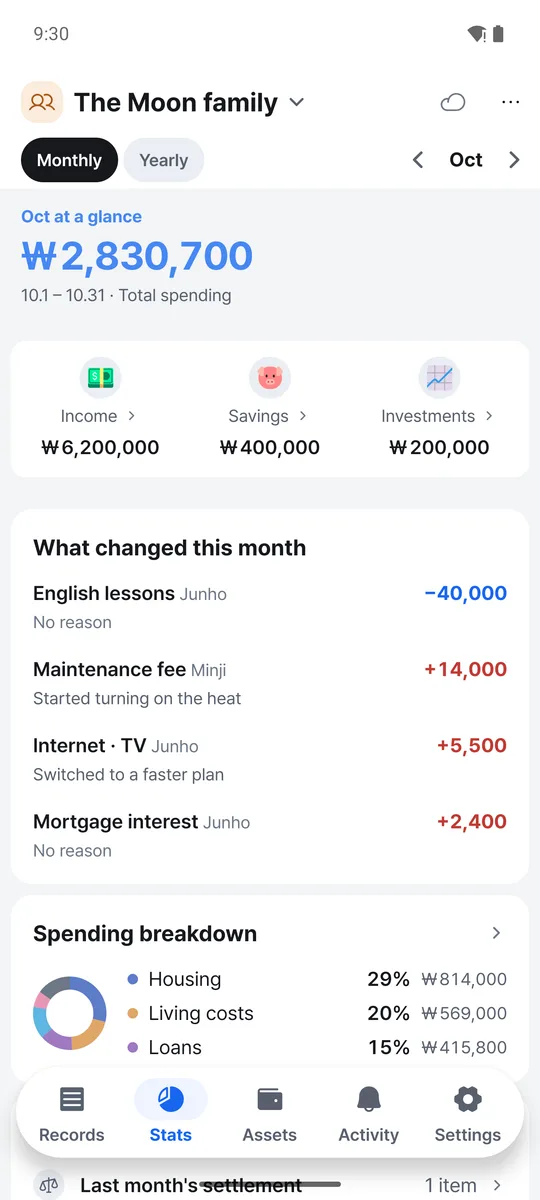 9:30
The Moon family
Monthly Yearly Oct
Oct at a glance
₩2,830,700
10.1 – 10.31 · Total spending
Income Savings Investments
₩6,200,000 ₩400,000 ₩200,000
What changed this month
English lessons Junho −40,000
No reason
Maintenance fee Minji +14,000
Started turning on the heat
Internet · TV Junho +5,500
Switched to a faster plan
Mortgage interest Junho +2,400
No reason
Spending breakdown
Housing 29% ₩814,000
Living costs 20% ₩569,000
Loans 15% ₩415,800
Records Stats Assets Activity Settings
Last month's settlement 1 item